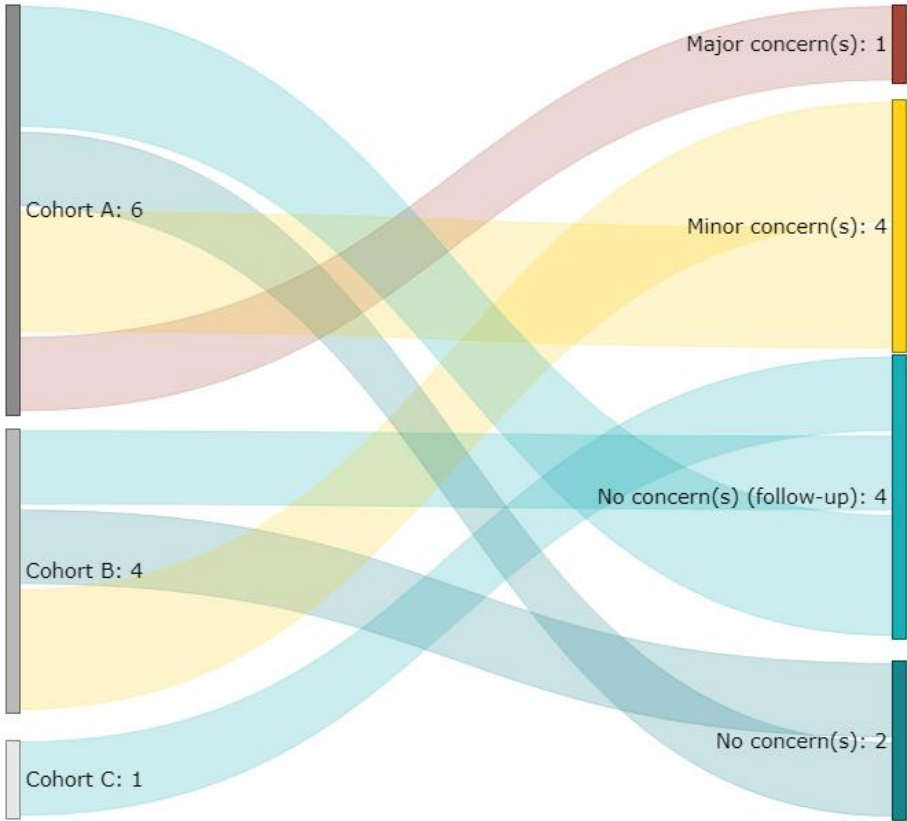 Major concern(s): 1
Cohort A: 6
Minor concern(s): 4
No concern(s) (follow-up): 4
Cohort B: 4
No concern(s): 2
Cohort C: 1